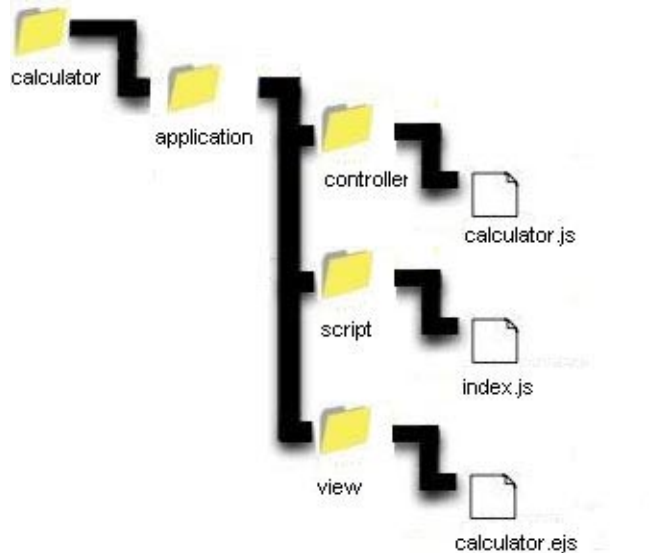 calculator
application
controller
calculator.js
script
index.js
view
calculator.ejs